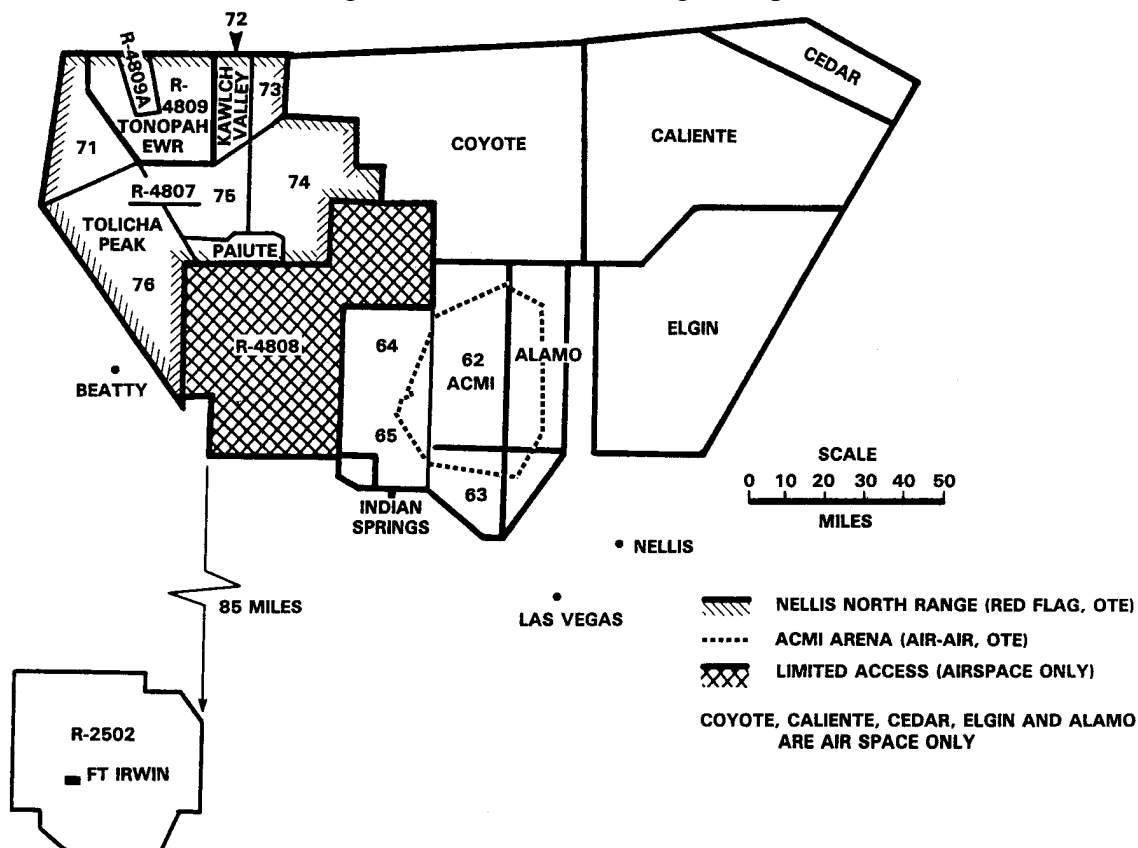 72
R-4809A
R-
4809
TONOPAH
EWR
KAWLCH
VALLEY
73
CEDAR
71
COYOTE
CALIENTE
R-4807
75
74
TOLICHA
PEAK
PAIUTE
76
ELGIN
R-4808
64
62
ACMI
ALAMO
BEATTY
65
63
INDIAN
SPRINGS
SCALE
0 10 20 30 40 50
MILES
NELLIS
LAS VEGAS
85 MILES
NELLIS NORTH RANGE (RED FLAG, OTE)
ACMI ARENA (AIR-AIR, OTE)
LIMITED ACCESS (AIRSPACE ONLY)
COYOTE, CALIENTE, CEDAR, ELGIN AND ALAMO
ARE AIR SPACE ONLY
R-2502
FT IRWIN